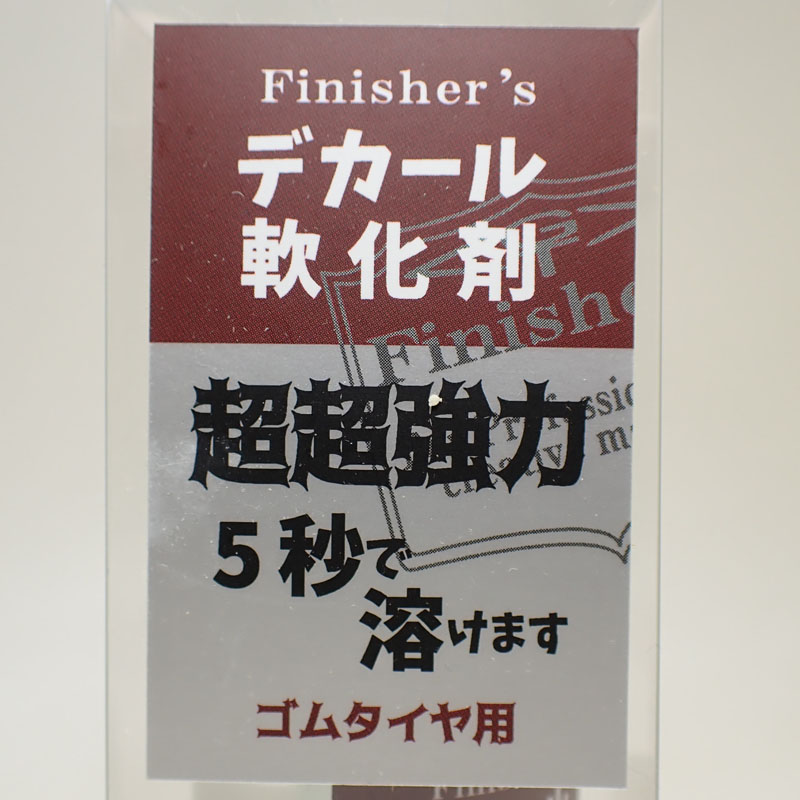 Finisher's
デカール
軟化剤
Finishe
超超強力
5秒で
溶けます
ゴムタイヤ用